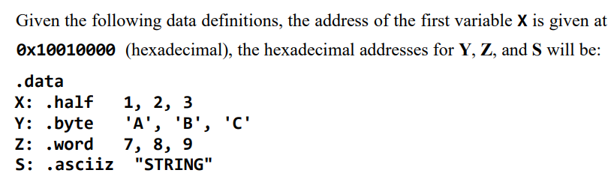 Given the following data definitions, the address of the first variable X is given at
0x10010000 (hexadecimal), the hexadecimal addresses for Y, Z, and S will be:
.data
X: .half 1, 2, 3
Y: .byte 'A', 'B', 'C'
Z: .word 7, 8, 9
S: .asciiz "STRING"